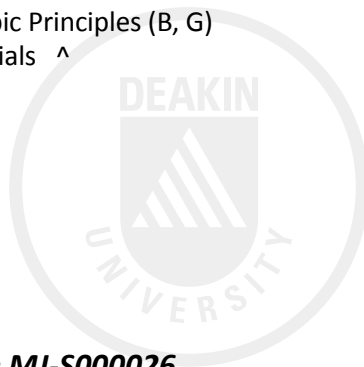 pic Principles (B, G)
ials ^
DEAKIN
UNIVERSITY
MJ-S000026